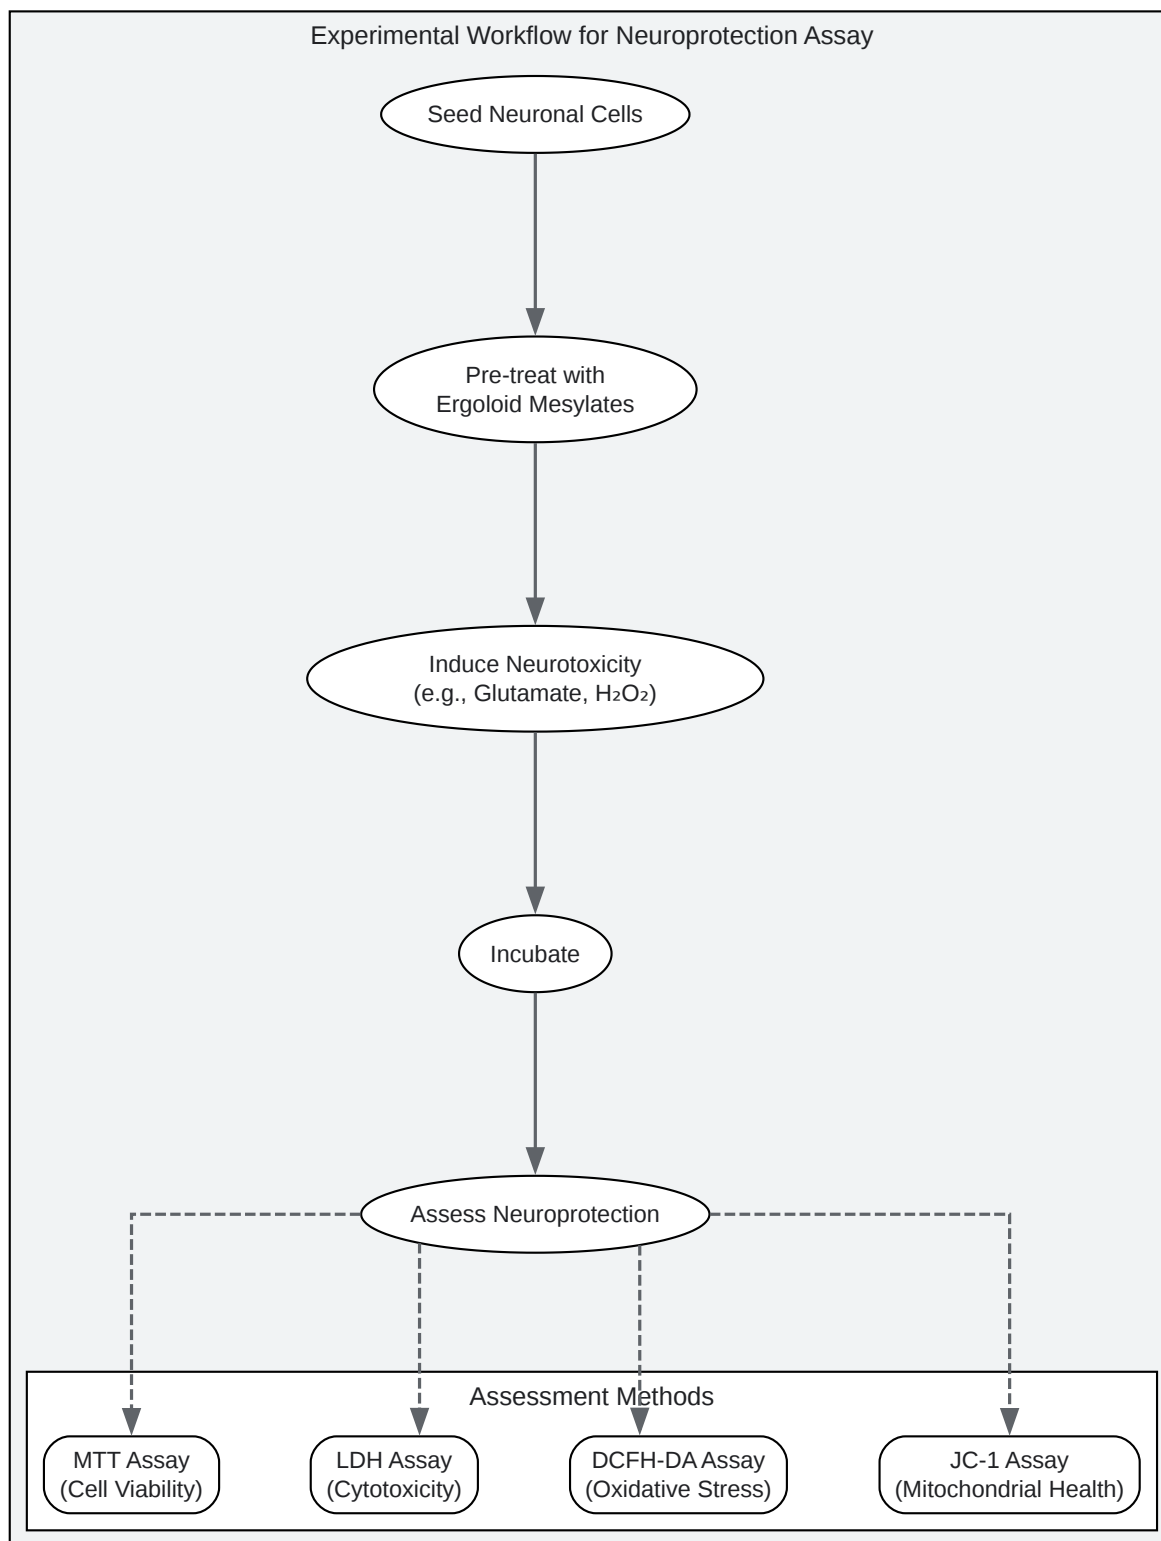 Experimental Workflow for Neuroprotection Assay
Seed Neuronal Cells
Pre-treat with
Ergoloid Mesylates
Induce Neurotoxicity
(e.g., Glutamate, H₂O₂)
Incubate
Assess Neuroprotection
Assessment Methods
MTT Assay
(Cell Viability)
LDH Assay
(Cytotoxicity)
DCFH-DA Assay
(Oxidative Stress)
JC-1 Assay
(Mitochondrial Health)